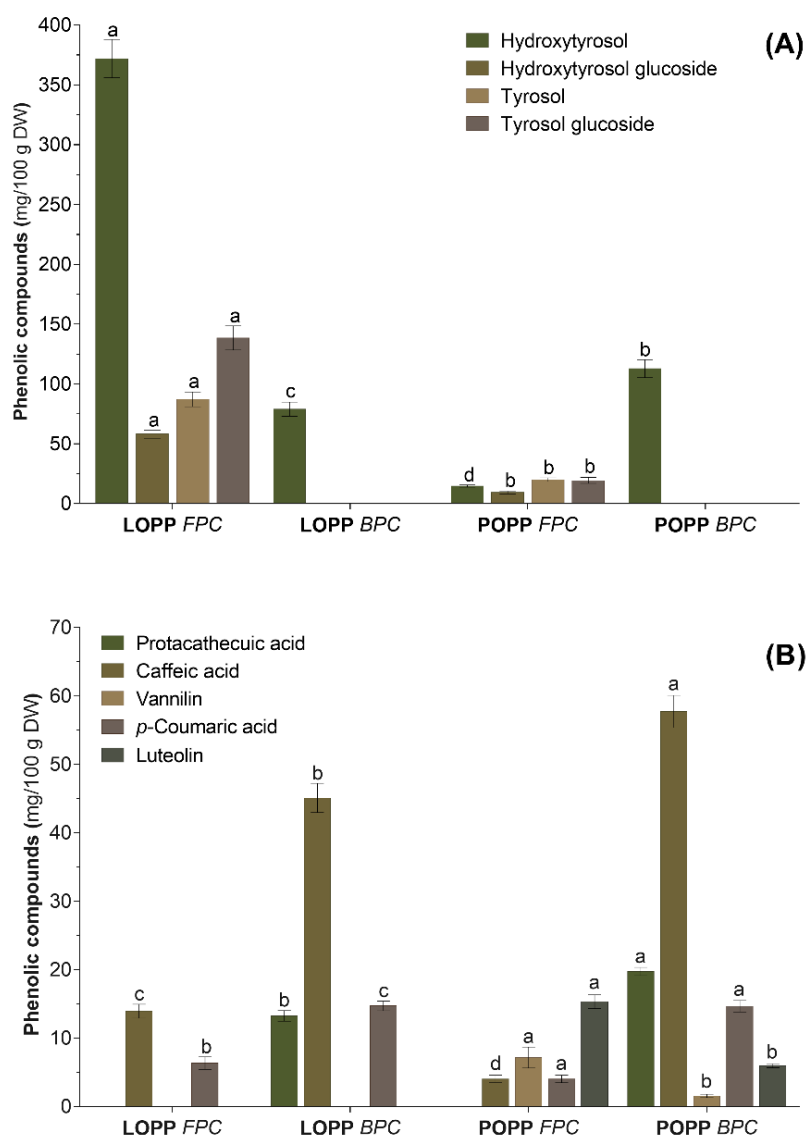 (A)
Hydroxytyrosol
Hydroxytyrosol glucoside
Tyrosol
Tyrosol glucoside
Phenolic compounds (mg/100 g DW)
400
350
300
250
200
150
100
50
0
a
a
a
a
c
d
b
b
b
b
LOPP FPC
LOPP BPC
POPP FPC
POPP BPC
(B)
Protacathecuic acid
Caffeic acid
Vannilin
p-Coumaric acid
Luteolin
Phenolic compounds (mg/100 g DW)
70
60
50
40
30
20
10
0
c
b
b
b
c
d
a
a
a
a
a
b
a
b
LOPP FPC
LOPP BPC
POPP FPC
POPP BPC